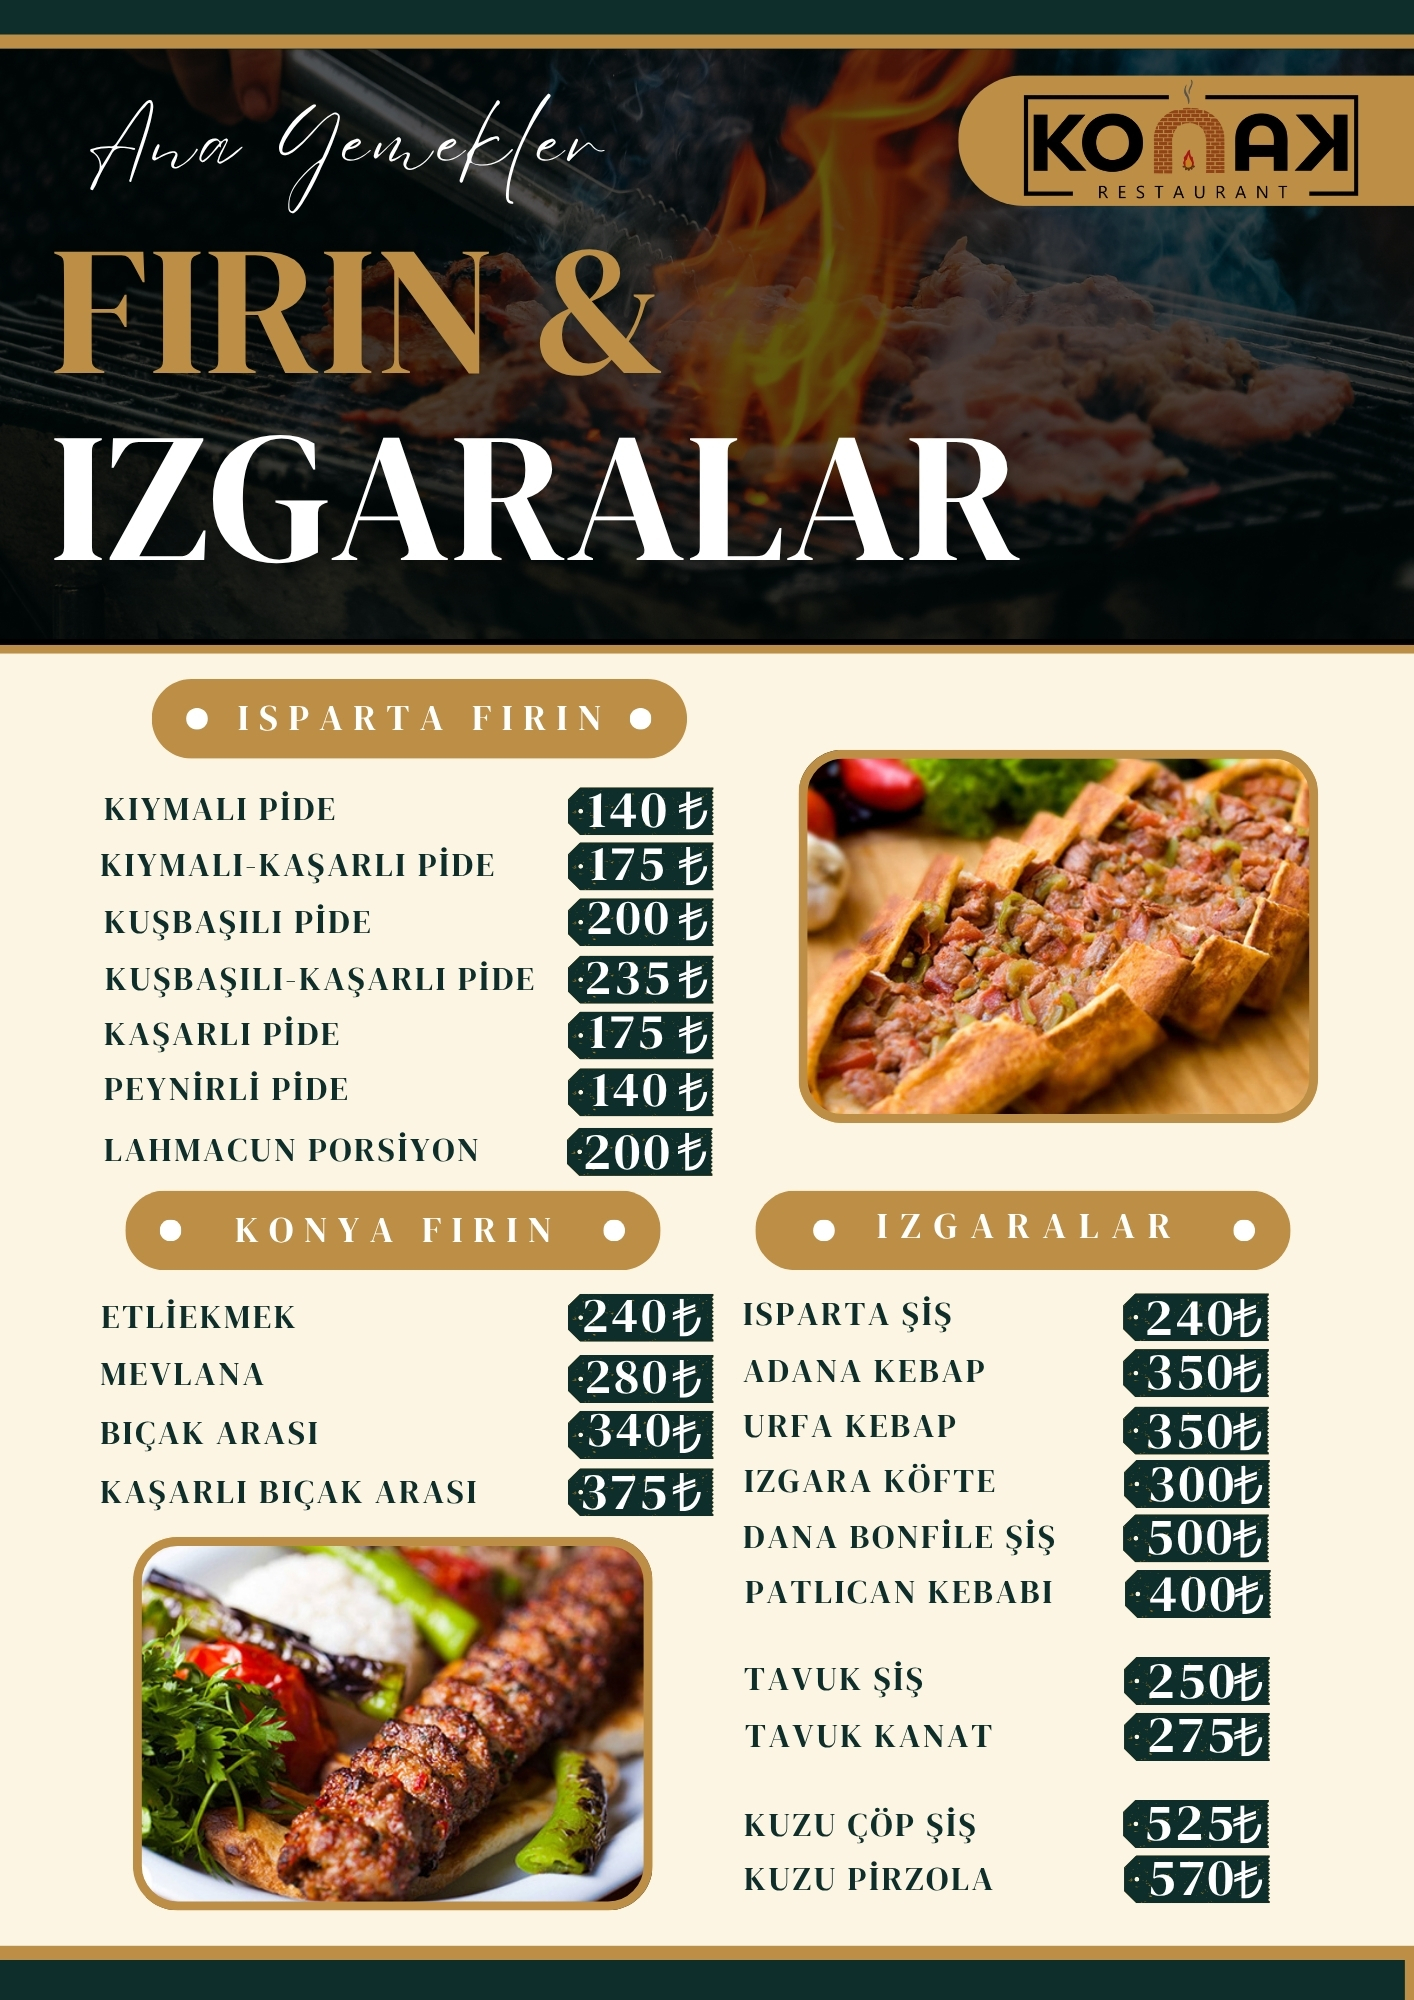 Ana Yemekler
KONAK
RESTAURANT
FIRIN &
IZGARALAR
ISPARTA FIRIN
KIYMALI PİDE 140 ₺
KIYMALI-KAŞARLI PİDE 175 ₺
KUŞBAŞILI PİDE 200 ₺
KUŞBAŞILI-KAŞARLI PİDE 235 ₺
KAŞARLI PİDE 175 ₺
PEYNİRLİ PİDE 140 ₺
LAHMACUN PORSİYON 200 ₺
KONYA FIRIN
ETLİEKMEK 240₺
MEVLANA 280₺
BIÇAK ARASI 340₺
KAŞARLI BIÇAK ARASI 375₺
IZGARALAR
ISPARTA ŞİŞ 240₺
ADANA KEBAP 350₺
URFA KEBAP 350₺
IZGARA KÖFTE 300₺
DANA BONFİLE ŞİŞ 500₺
PATLICAN KEBABI 400₺
TAVUK ŞİŞ 250₺
TAVUK KANAT 275₺
KUZU ÇÖP ŞİŞ 525₺
KUZU PİRZOLA 570₺